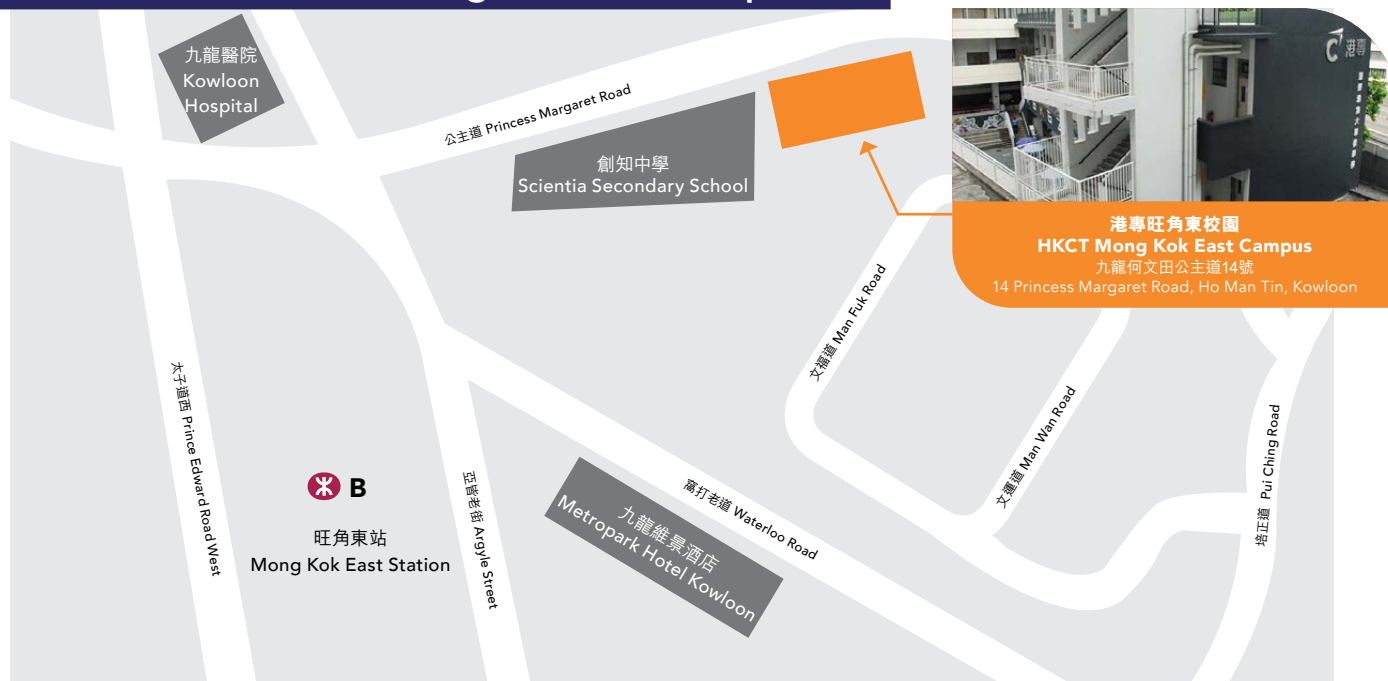 九龍醫院
Kowloon
Hospital
公主道 Princess Margaret Road
創知中學
Scientia Secondary School
港專
港專旺角東校園
HKCT Mong Kok East Campus
九龍何文田公主道14號
14 Princess Margaret Road, Ho Man Tin, Kowloon
文福道 Man Fuk Road
文運道 Man Wan Road
培正道 Pui Ching Road
太子道西 Prince Edward Road West
B
旺角東站
Mong Kok East Station
亞皆老街 Argyle Street
窩打老道 Waterloo Road
九龍維景酒店
Metropark Hotel Kowloon